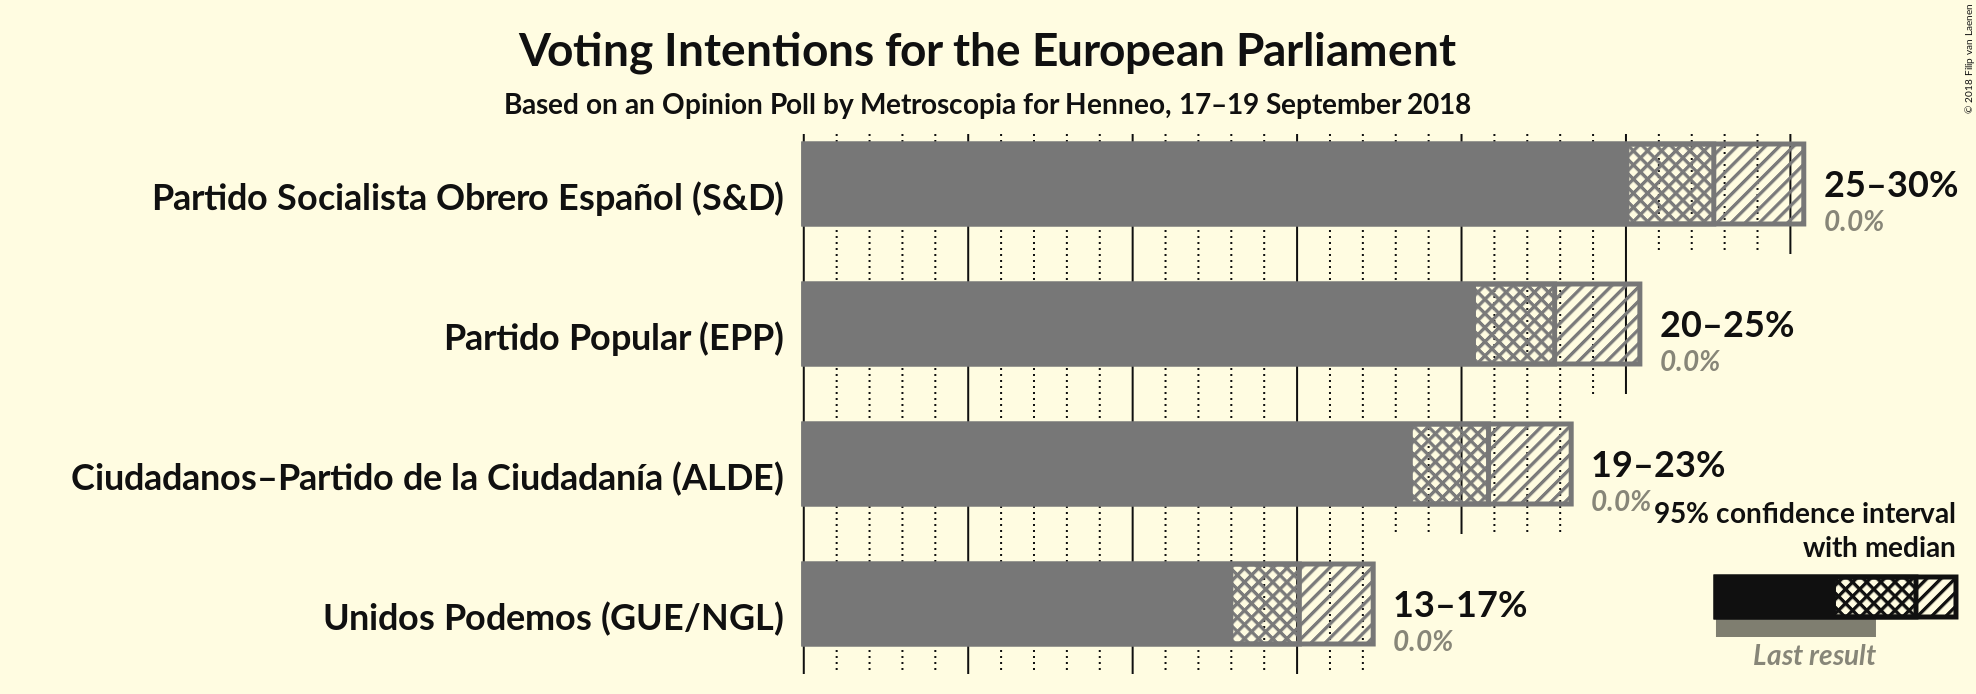 Voting Intentions for the European Parliament
Based on an Opinion Poll by Metroscopia for Henneo, 17–19 September 2018
© 2018 Filip van Laenen
Partido Socialista Obrero Español (S&D)
25–30%
0.0%
Partido Popular (EPP)
20–25%
0.0%
Ciudadanos–Partido de la Ciudadanía (ALDE)
19–23%
0.0%
Unidos Podemos (GUE/NGL)
13–17%
0.0%
95% confidence interval
with median
Last result